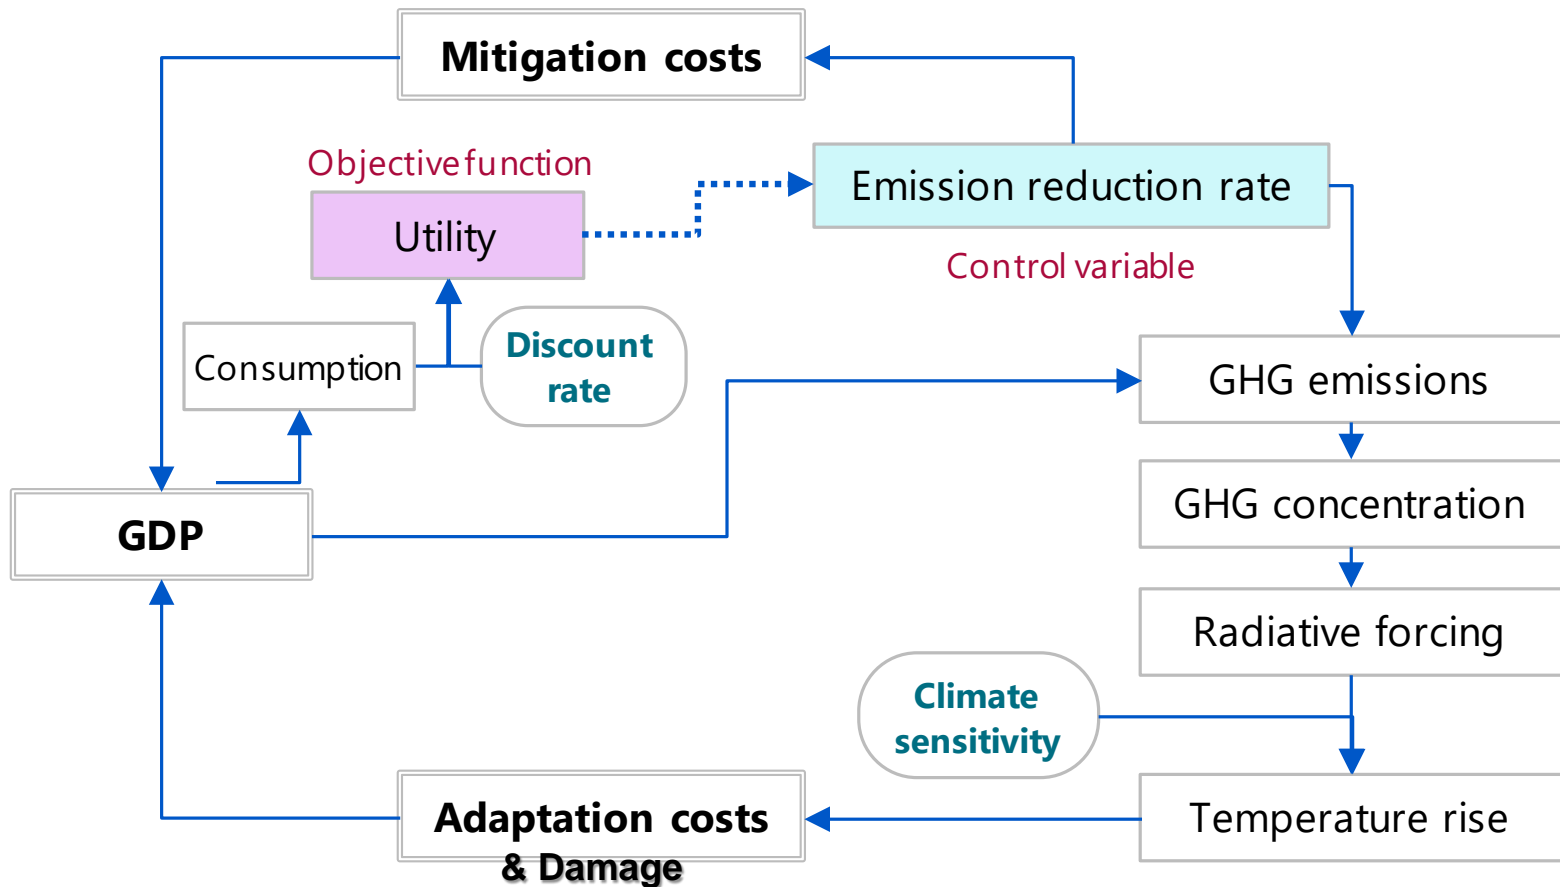 Mitigation costs
Objective function
Emission reduction rate
Utility
Control variable
Discount
rate
Consumption
GHG emissions
GHG concentration
GDP
Radiative forcing
Climate
sensitivity
Adaptation costs
& Damage
Temperature rise